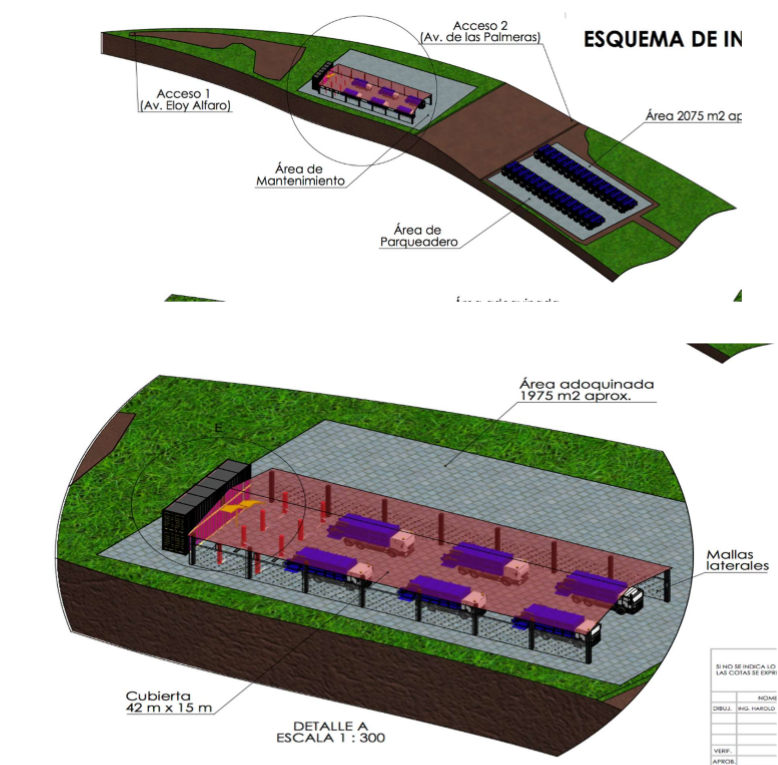 Acceso 2
(Av. de las Palmeras)
ESQUEMA DE IN
Acceso 1
(Av. Eloy Alfaro)
Área 2075 m2 ap
Área de
Mantenimiento
Área de
Parqueadero
Área adoquinada
1975 m2 aprox.
E
Mallas
laterales
Cubierta
42 m x 15 m
DETALLE A
ESCALA 1 : 300
SI NO SE INDICA LO
LAS COTAS SE EXPR
NOM
DIBUJ. ING. HAROLD
VERIF.
APROB.